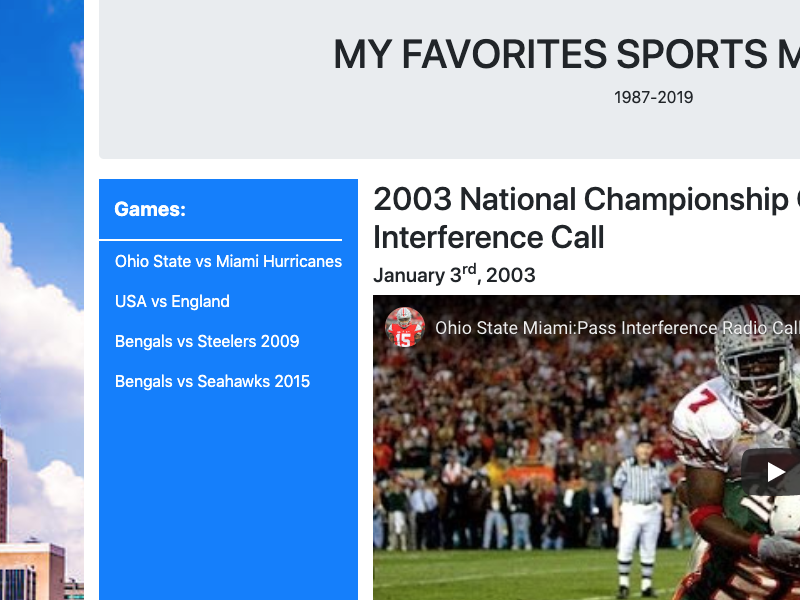 MY FAVORITES SPORTS
1987-2019
Games:
Ohio State vs Miami Hurricanes
USA vs England
Bengals vs Steelers 2009
Bengals vs Seahawks 2015
2003 National Championship
Interference Call
January 3rd, 2003
Ohio State Miami:Pass Interference Radio Call
15
7